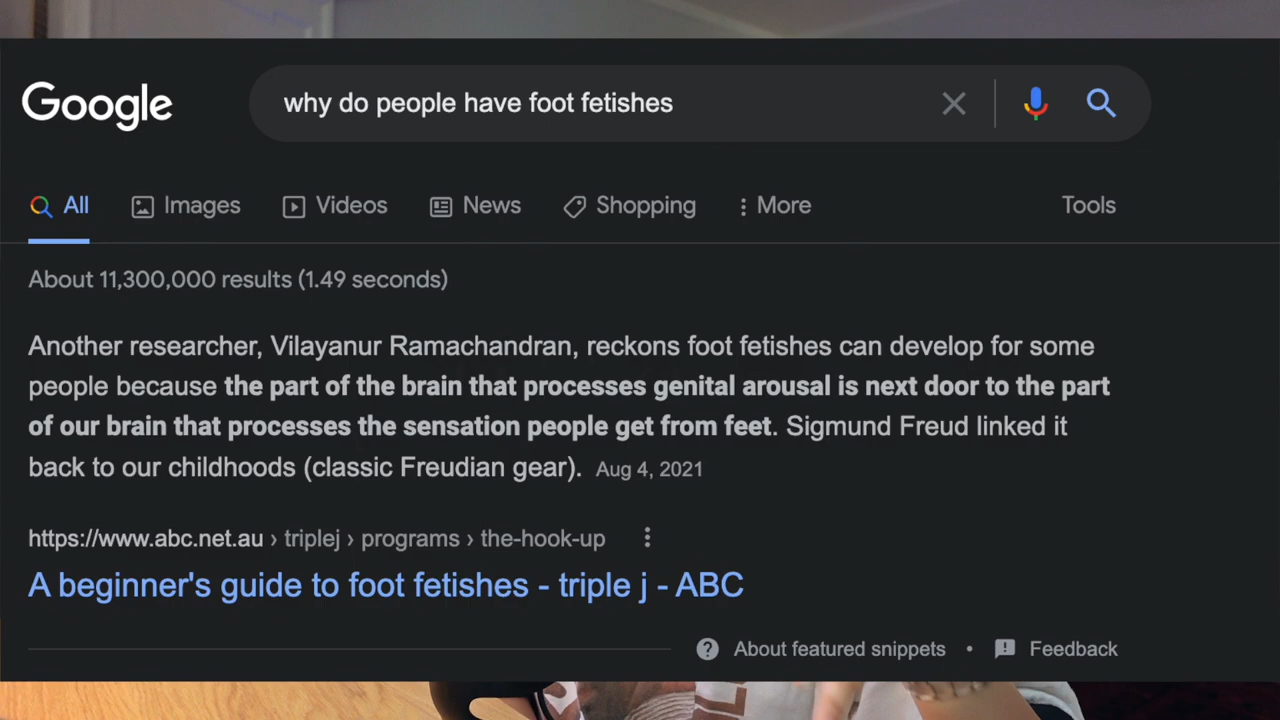 Google
why do people have foot fetishes
All Images Videos News Shopping More Tools
About 11,300,000 results (1.49 seconds)
Another researcher, Vilayanur Ramachandran, reckons foot fetishes can develop for some
people because the part of the brain that processes genital arousal is next door to the part
of our brain that processes the sensation people get from feet. Sigmund Freud linked it
back to our childhoods (classic Freudian gear). Aug 4, 2021
https://www.abc.net.au › triplej › programs › the-hook-up
A beginner's guide to foot fetishes - triple j - ABC
About featured snippets • Feedback